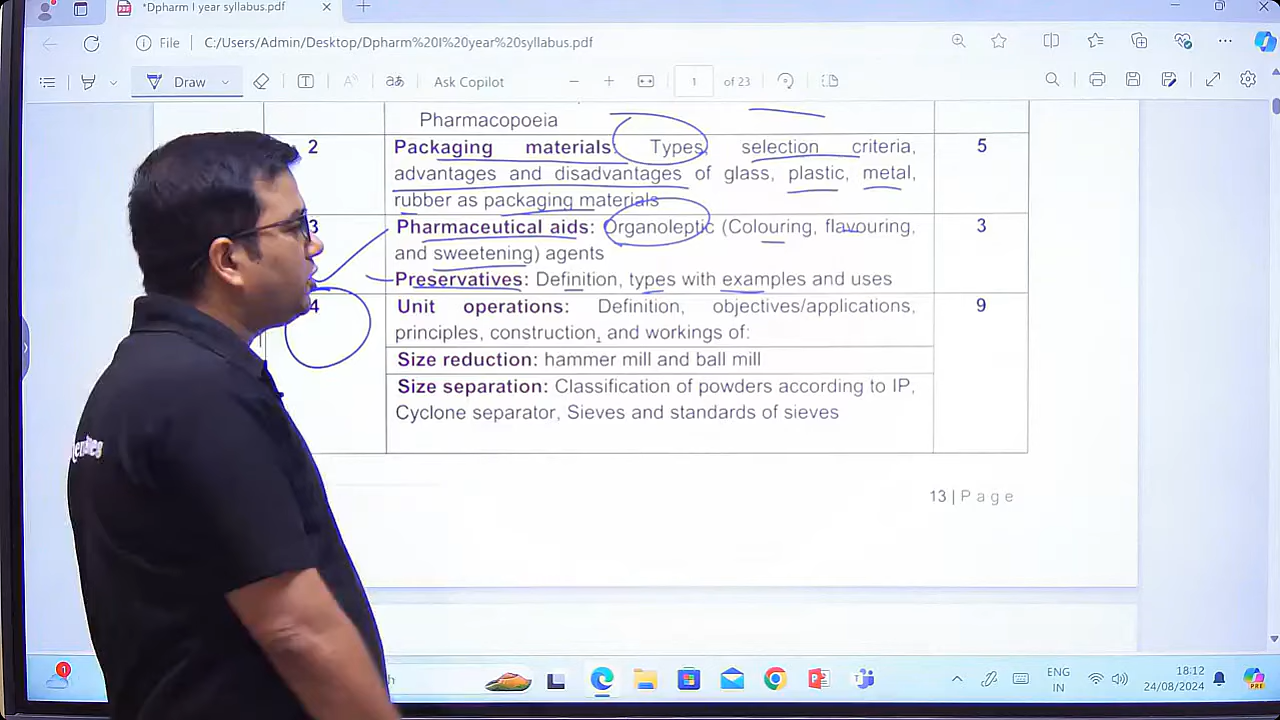 *Dpharm I year syllabus.pdf
File C:/Users/Admin/Desktop/Dpharm%20I%20year%20syllabus.pdf
Draw Ask Copilot 1 of 23
Pharmacopoeia
2 Packaging materials: Types, selection criteria, 5
advantages and disadvantages of glass, plastic, metal,
rubber as packaging materials
3 Pharmaceutical aids: Organoleptic (Colouring, flavouring, 3
and sweetening) agents
Preservatives: Definition, types with examples and uses
4 Unit operations: Definition, objectives/applications, 9
principles, construction, and workings of:
Size reduction: hammer mill and ball mill
Size separation: Classification of powders according to IP,
Cyclone separator, Sieves and standards of sieves
13 | Page
1 ENG 18:12
IN 24/08/2024